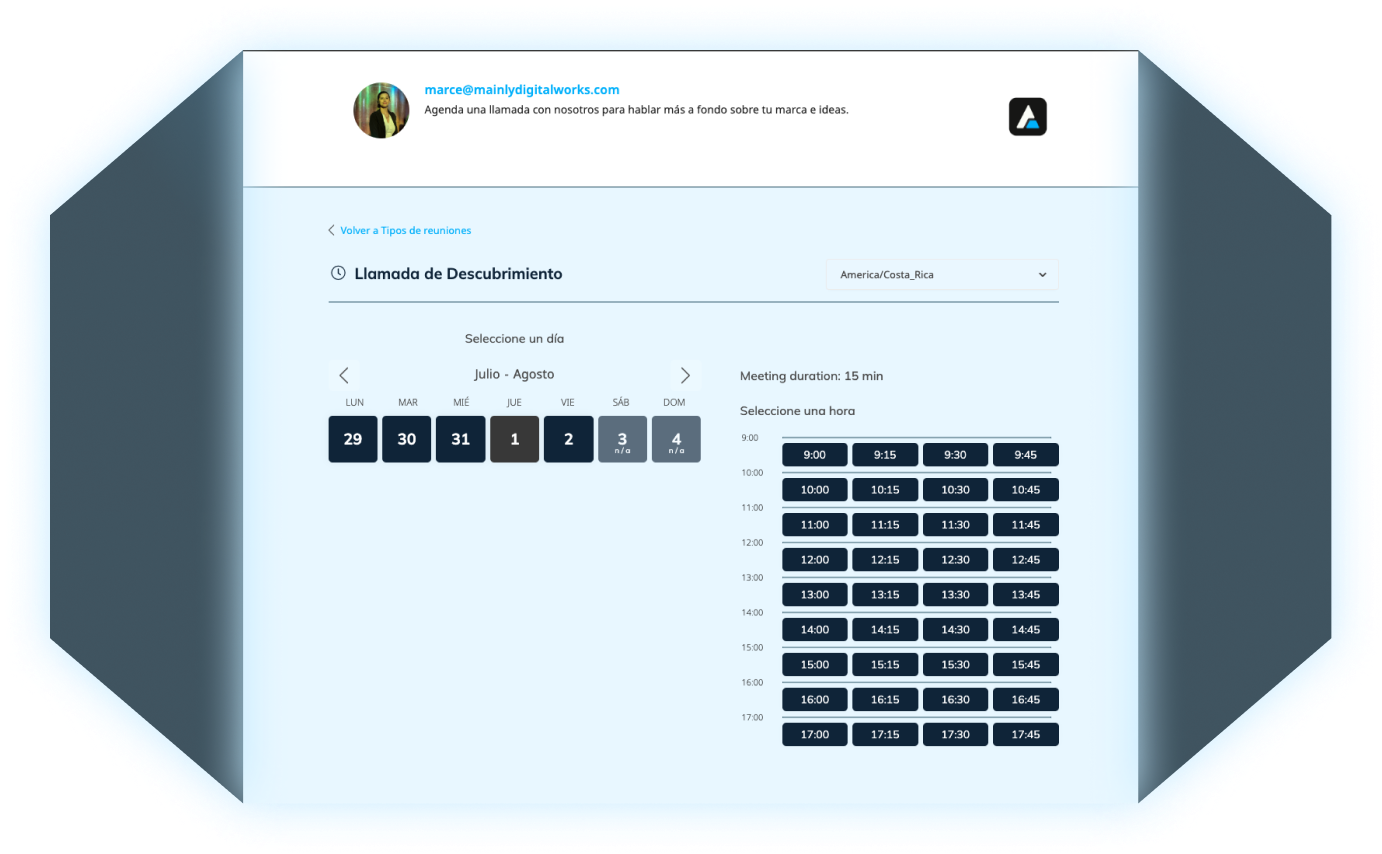 marce@mainlydigitalworks.com
Agenda una llamada con nosotros para hablar más a fondo sobre tu marca e ideas.
Volver a Tipos de reuniones
Llamada de Descubrimiento
America/Costa_Rica
Seleccione un día
Julio - Agosto
LUN MAR MIÉ JUE VIE SÁB DOM
29 30 31 1 2 3 4
n/a n/a
Meeting duration: 15 min
Seleccione una hora
9:00
9:00 9:15 9:30 9:45
10:00
10:00 10:15 10:30 10:45
11:00
11:00 11:15 11:30 11:45
12:00
12:00 12:15 12:30 12:45
13:00
13:00 13:15 13:30 13:45
14:00
14:00 14:15 14:30 14:45
15:00
15:00 15:15 15:30 15:45
16:00
16:00 16:15 16:30 16:45
17:00
17:00 17:15 17:30 17:45